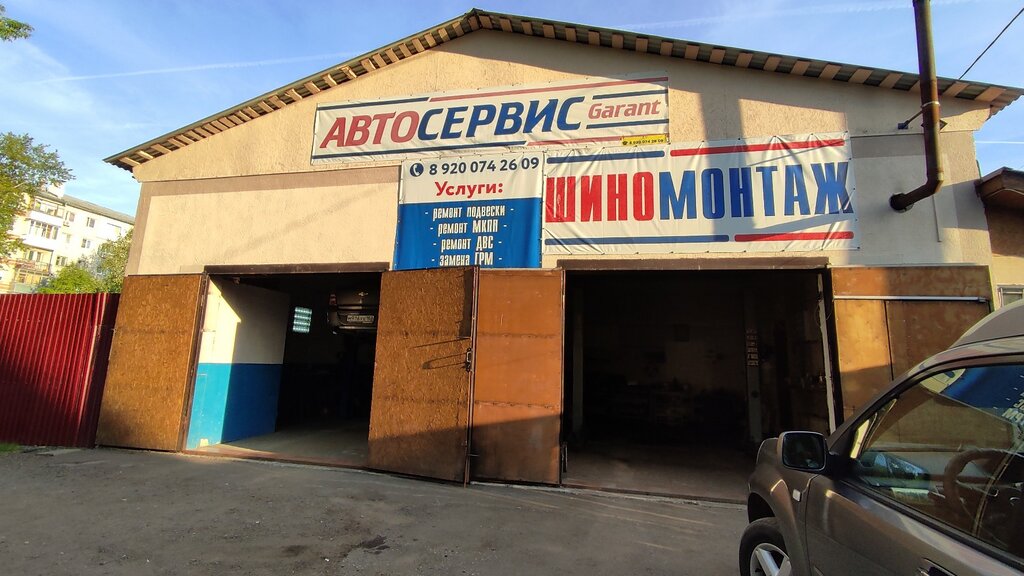 АВТОСЕРВИС Garant
8 920 074 26 09
Услуги:
- ремонт подвески -
- ремонт МКПП -
- ремонт ДВС -
- замена ГРМ -
ШИНОМОНТАЖ